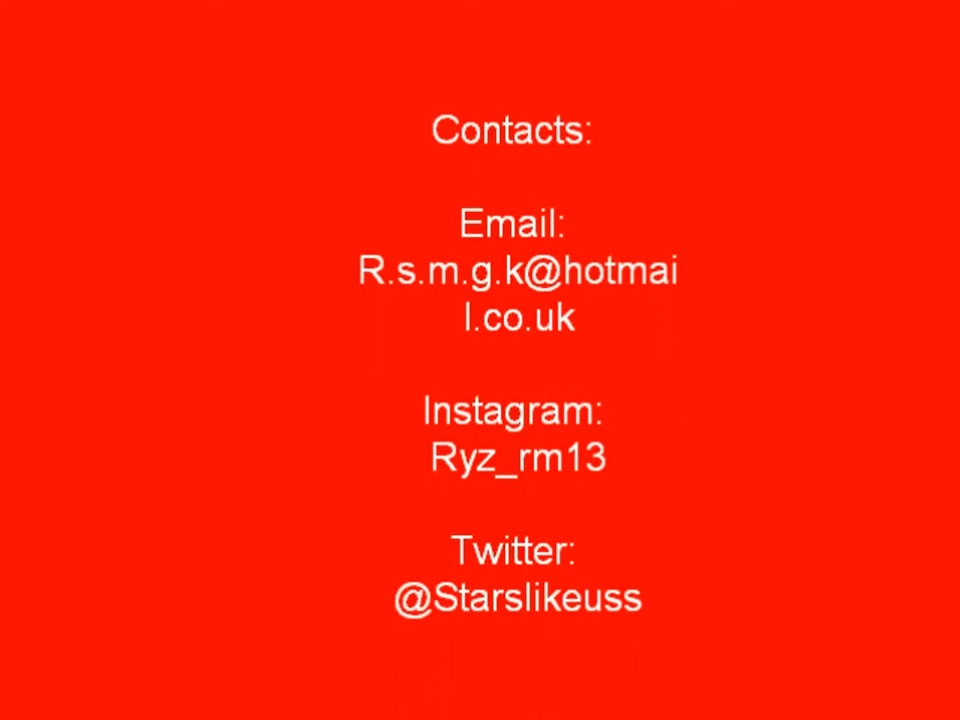 Contacts:
Email:
R.s.m.g.k@hotmai
l.co.uk
Instagram:
Ryz_rm13
Twitter:
@Starslikeuss